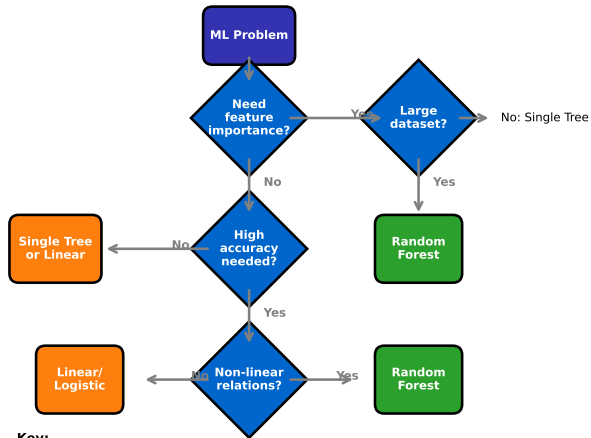 ML Problem
Need
feature
importance?
Yes
Large
dataset?
No: Single Tree
No
Yes
High
accuracy
needed?
No
Single Tree
or Linear
Random
Forest
Yes
Non-linear
relations?
No
Linear/
Logistic
Yes
Random
Forest
Key: